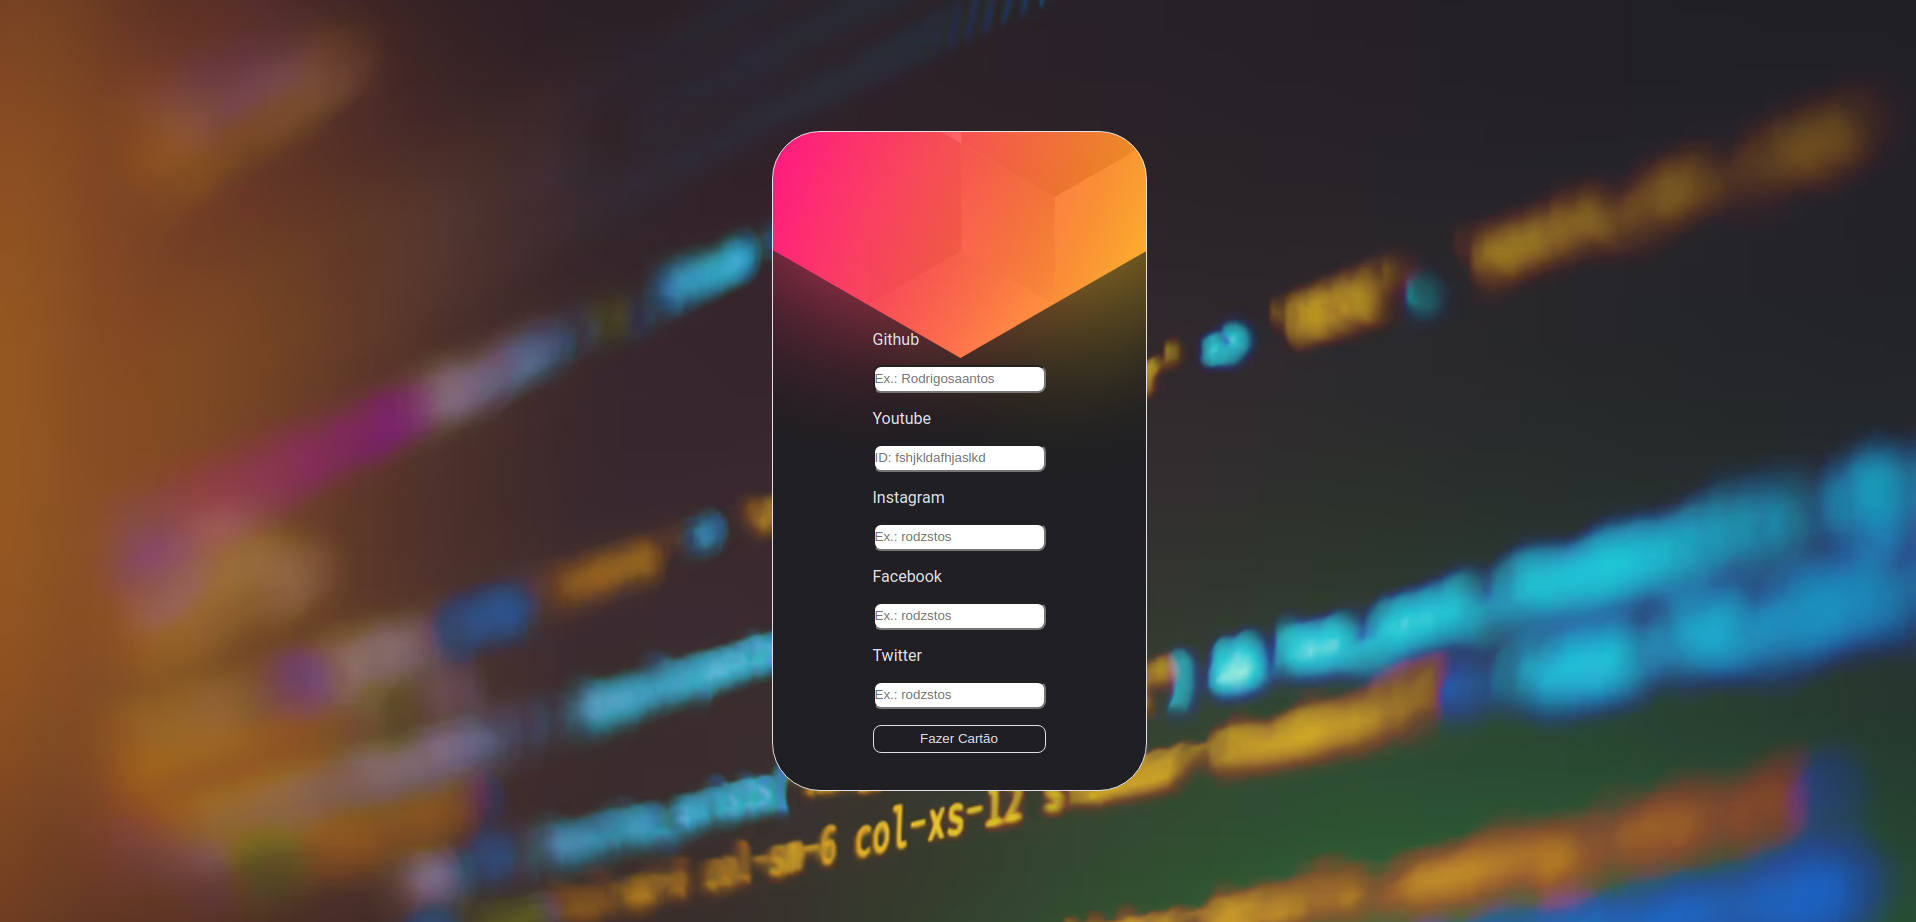 Github
Ex.: Rodrigosaantos
Youtube
ID: fshjkldafhjaslkd
Instagram
Ex.: rodzstos
Facebook
Ex.: rodzstos
Twitter
Ex.: rodzstos
Fazer Cartão
col-sm-6 col-xs-12 s